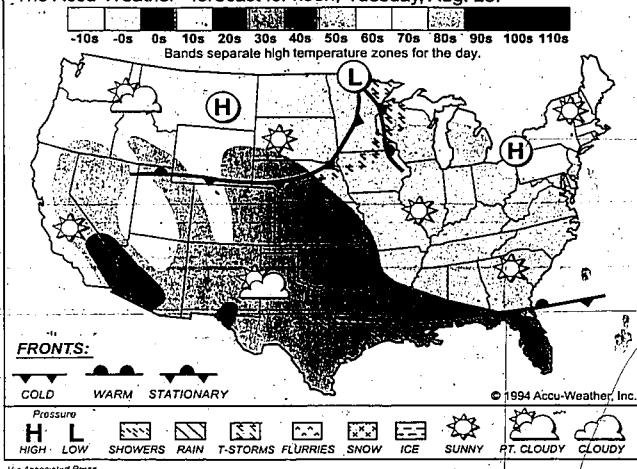 The Accu-Weather® forecast for noon, Tuesday, Aug. 23.
-10s -0s 0s 10s 20s 30s 40s 50s 60s 70s 80s 90s 100s 110s
Bands separate high temperature zones for the day.
L
H
H
FRONTS:
COLD WARM STATIONARY
© 1994 Accu-Weather, Inc.
Pressure
H L
HIGH LOW SHOWERS RAIN T-STORMS FLURRIES SNOW ICE SUNNY PT. CLOUDY CLOUDY
Via Associated Press